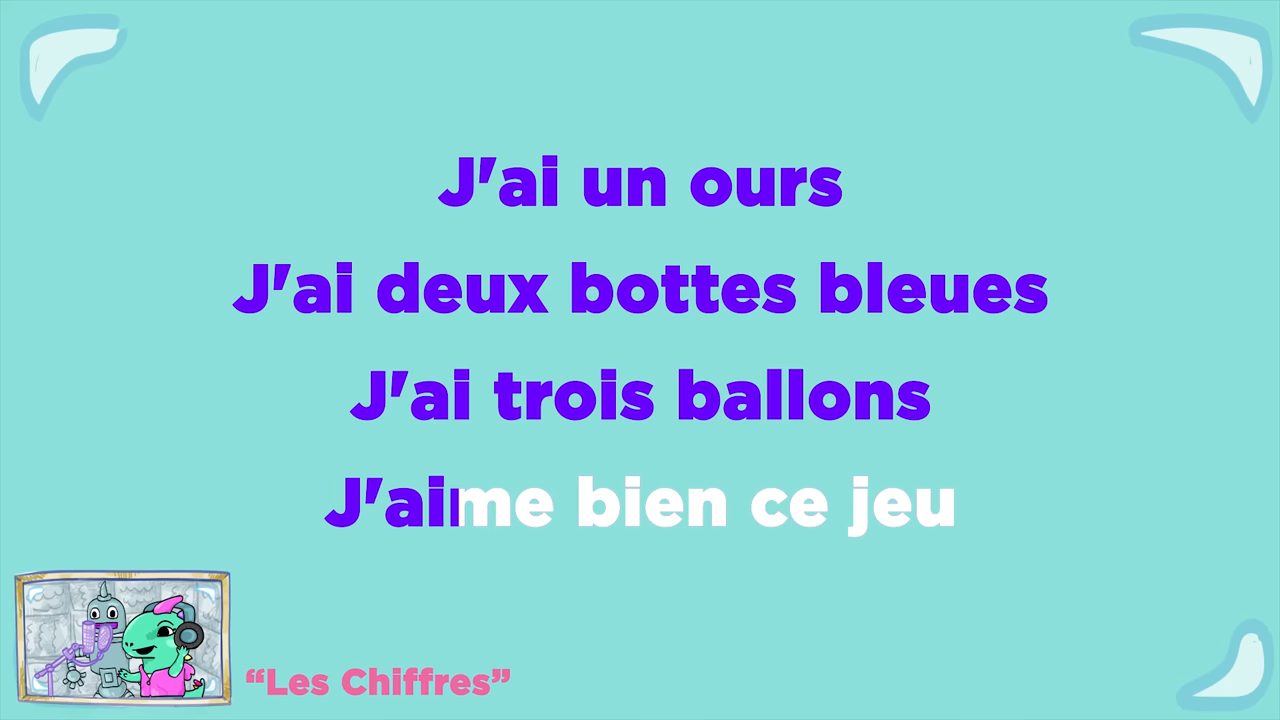 J'ai un ours
J'ai deux bottes bleues
J'ai trois ballons
J'aime bien ce jeu
“Les Chiffres”